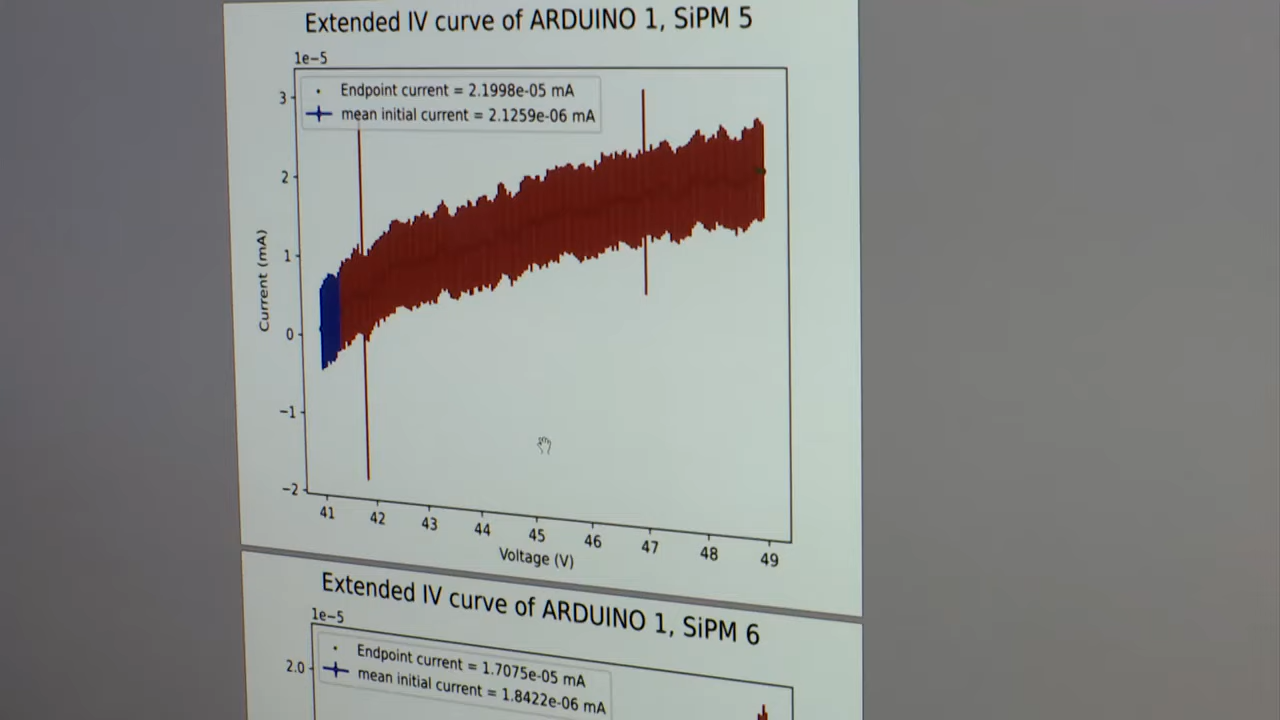 Extended IV curve of ARDUINO 1, SiPM 5
1e−5
Endpoint current = 2.1998e-05 mA
mean initial current = 2.1259e-06 mA
3
2
1
0
−1
−2
Current (mA)
41 42 43 44 45 46 47 48 49
Voltage (V)
Extended IV curve of ARDUINO 1, SiPM 6
1e−5
Endpoint current = 1.7075e-05 mA
mean initial current = 1.8422e-06 mA
2.0